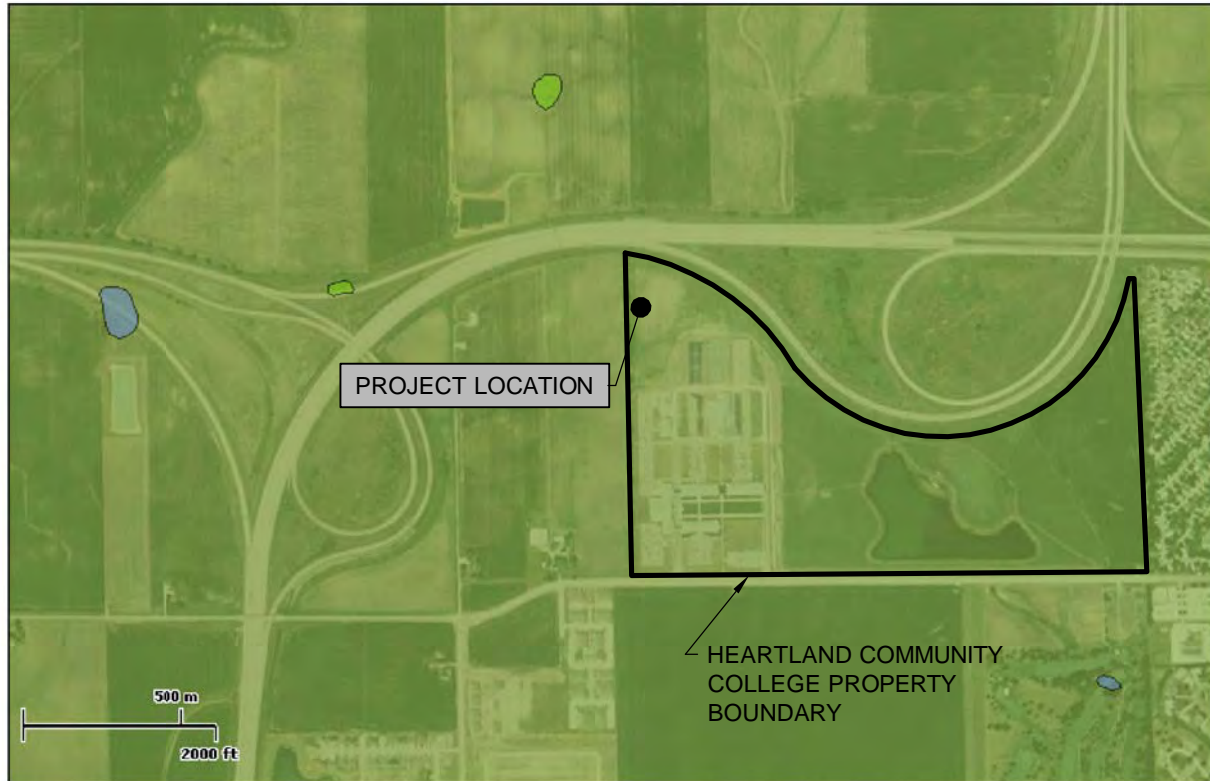 PROJECT LOCATION
HEARTLAND COMMUNITY
COLLEGE PROPERTY
BOUNDARY
500 m
2000 ft